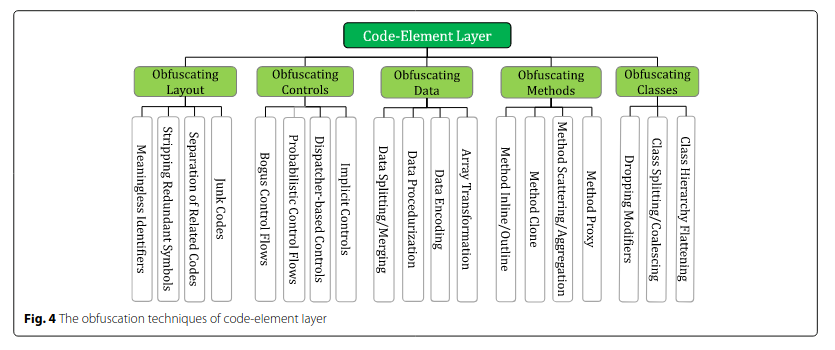 Code-Element Layer
Obfuscating
Layout
Obfuscating
Controls
Obfuscating
Data
Obfuscating
Methods
Obfuscating
Classes
Meaningless Identifiers
Stripping Redundant Symbols
Separation of Related Codes
Junk Codes
Bogus Control Flows
Probabilistic Control Flows
Dispatcher-based Controls
Implicit Controls
Data Splitting/Merging
Data Procedurization
Data Encoding
Array Transformation
Method Inline/Outline
Method Clone
Method Scattering/Aggregation
Method Proxy
Dropping Modifiers
Class Splitting/Coalescing
Class Hierarchy Flattening
Fig. 4 The obfuscation techniques of code-element layer